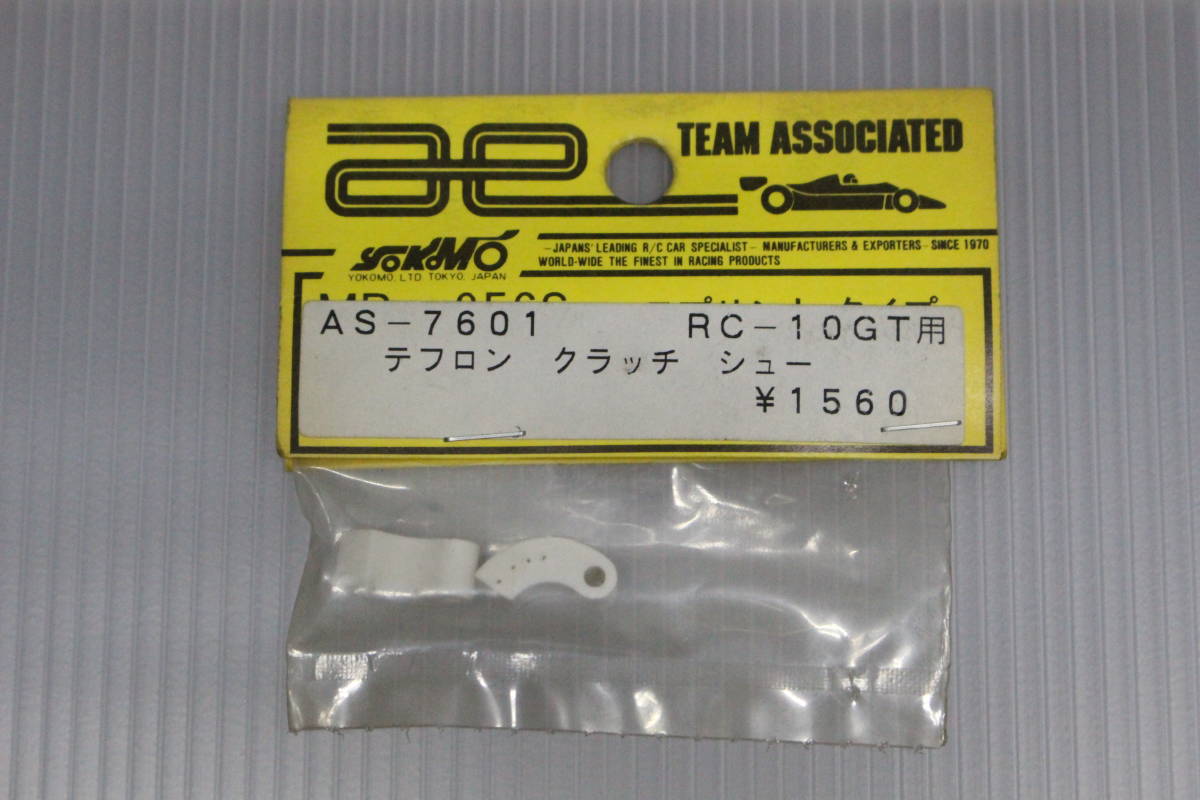 ae
TEAM ASSOCIATED
YOKOMO
YOKOMO. LTD TOKYO. JAPAN
-JAPANS' LEADING R/C CAR SPECIALIST- MANUFACTURERS & EXPORTERS-SINCE 1970
WORLD-WIDE THE FINEST IN RACING PRODUCTS
AS-7601 RC-10GT用
テフロン クラッチ シュー
¥1560